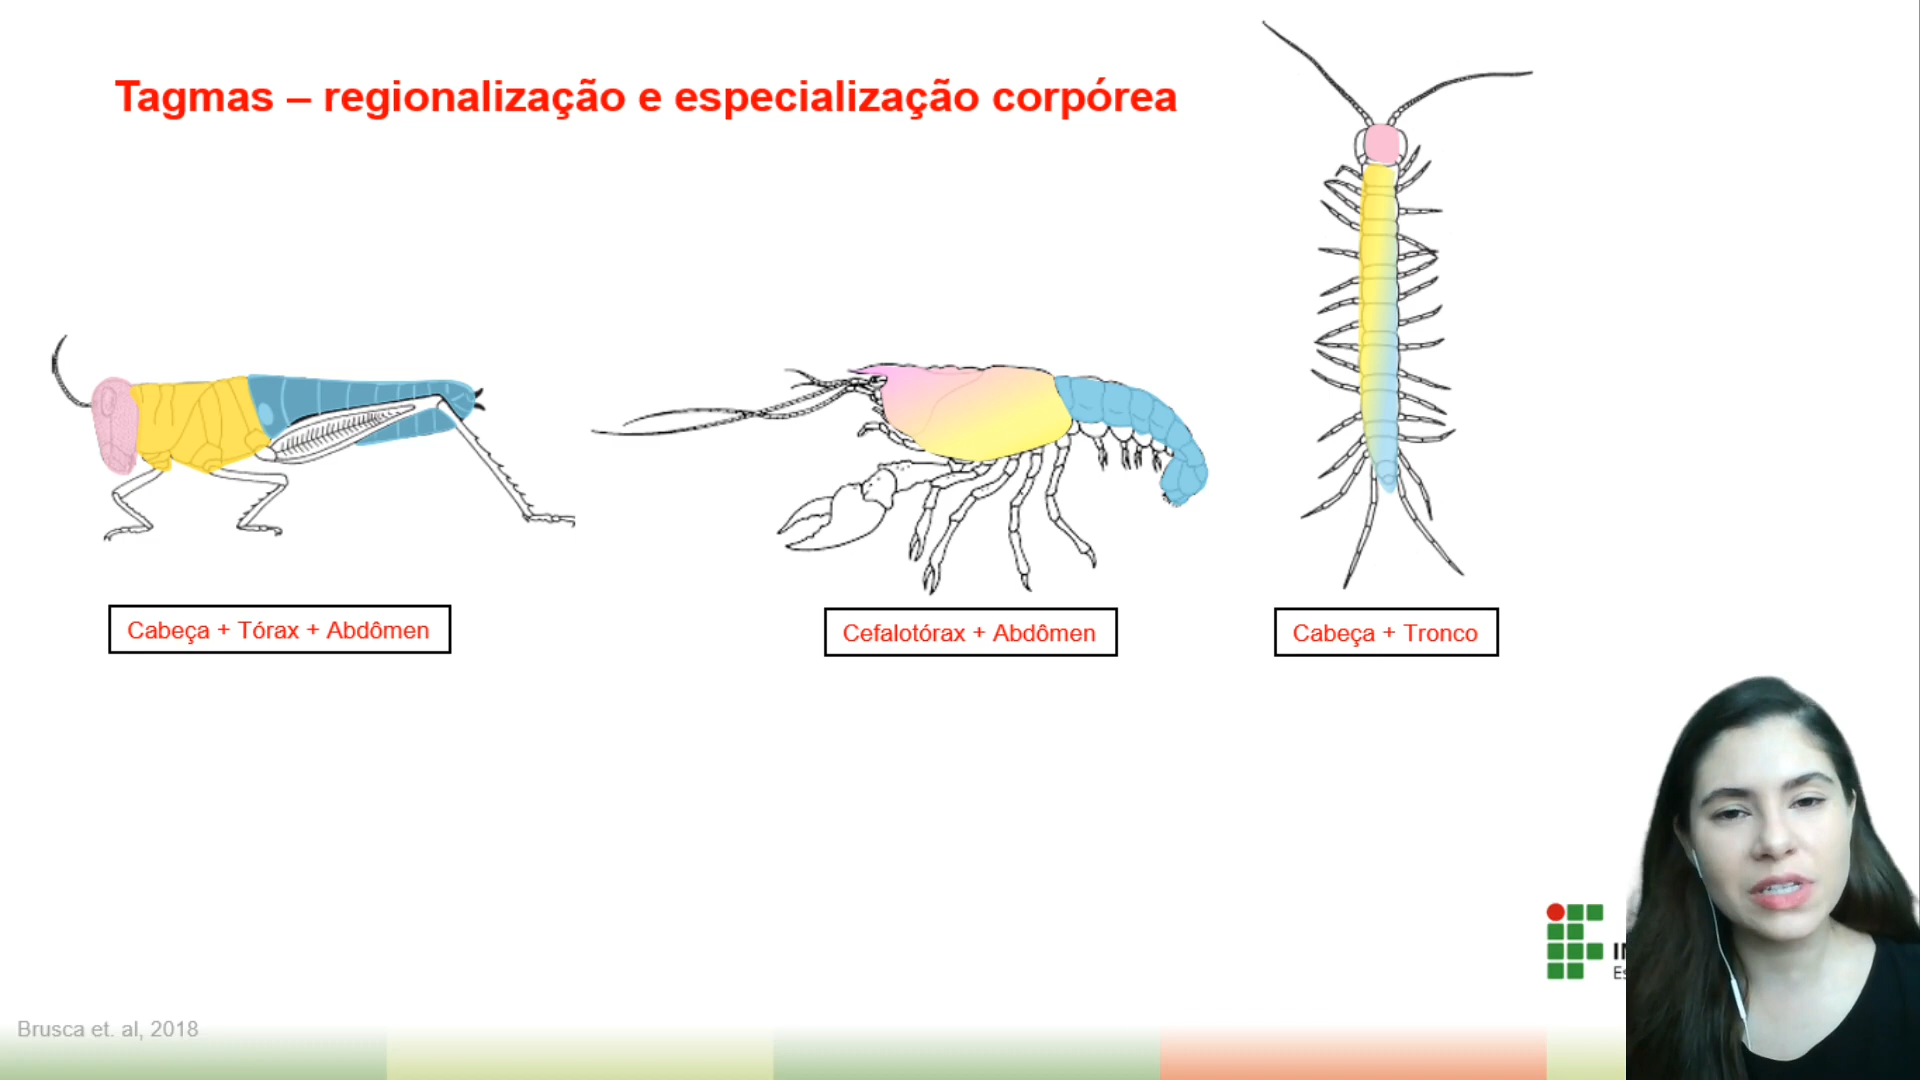 Tagmas – regionalização e especialização corpórea
Cabeça + Tórax + Abdômen
Cefalotórax + Abdômen
Cabeça + Tronco
Brusca et. al, 2018